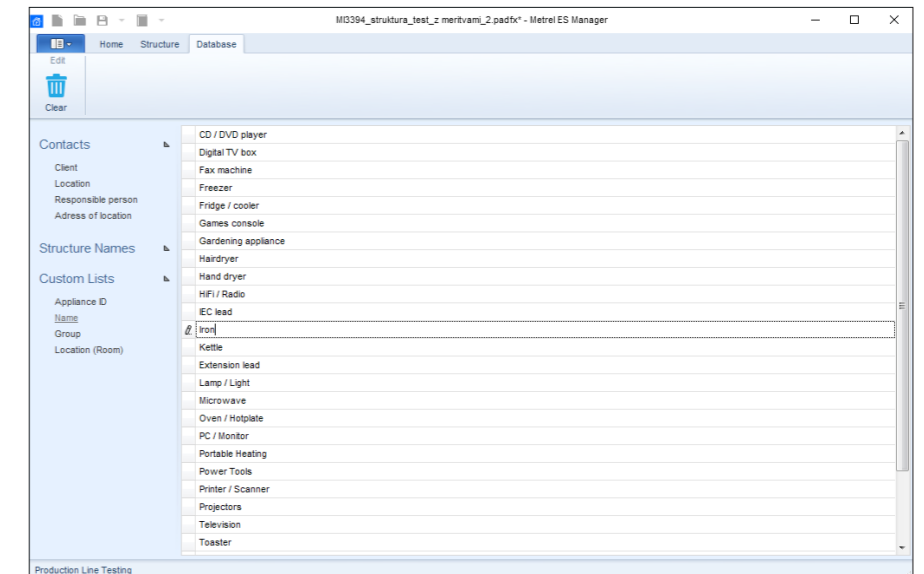 MI3394_struktura_test_z meritvami_2.padfx* - Metrel ES Manager
Home Structure Database
Edit
Clear
Contacts
Client
Location
Responsible person
Adress of location
Structure Names
Custom Lists
Appliance ID
Name
Group
Location (Room)
CD / DVD player
Digital TV box
Fax machine
Freezer
Fridge / cooler
Games console
Gardening appliance
Hairdryer
Hand dryer
HiFi / Radio
IEC lead
Iron
Kettle
Extension lead
Lamp / Light
Microwave
Oven / Hotplate
PC / Monitor
Portable Heating
Power Tools
Printer / Scanner
Projectors
Television
Toaster
Production Line Testing